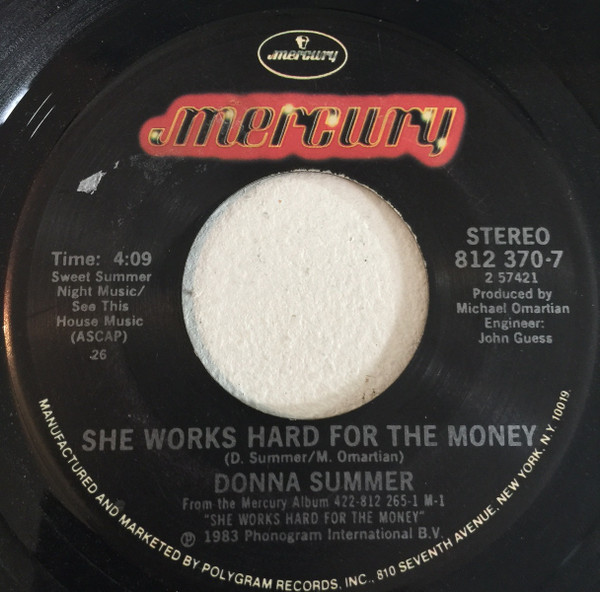 mercury
mercury
Time: 4:09
Sweet Summer
Night Music/
See This
House Music
(ASCAP)
.26
STEREO
812 370-7
2 57421
Produced by
Michael Omartian
Engineer:
John Guess
SHE WORKS HARD FOR THE MONEY
(D. Summer/M. Omartian)
DONNA SUMMER
From the Mercury Album 422-812 265-1 M-1
"SHE WORKS HARD FOR THE MONEY"
℗ 1983 Phonogram International B.V.
MANUFACTURED AND MARKETED BY POLYGRAM RECORDS, INC., 810 SEVENTH AVENUE. NEW YORK, N.Y. 10019